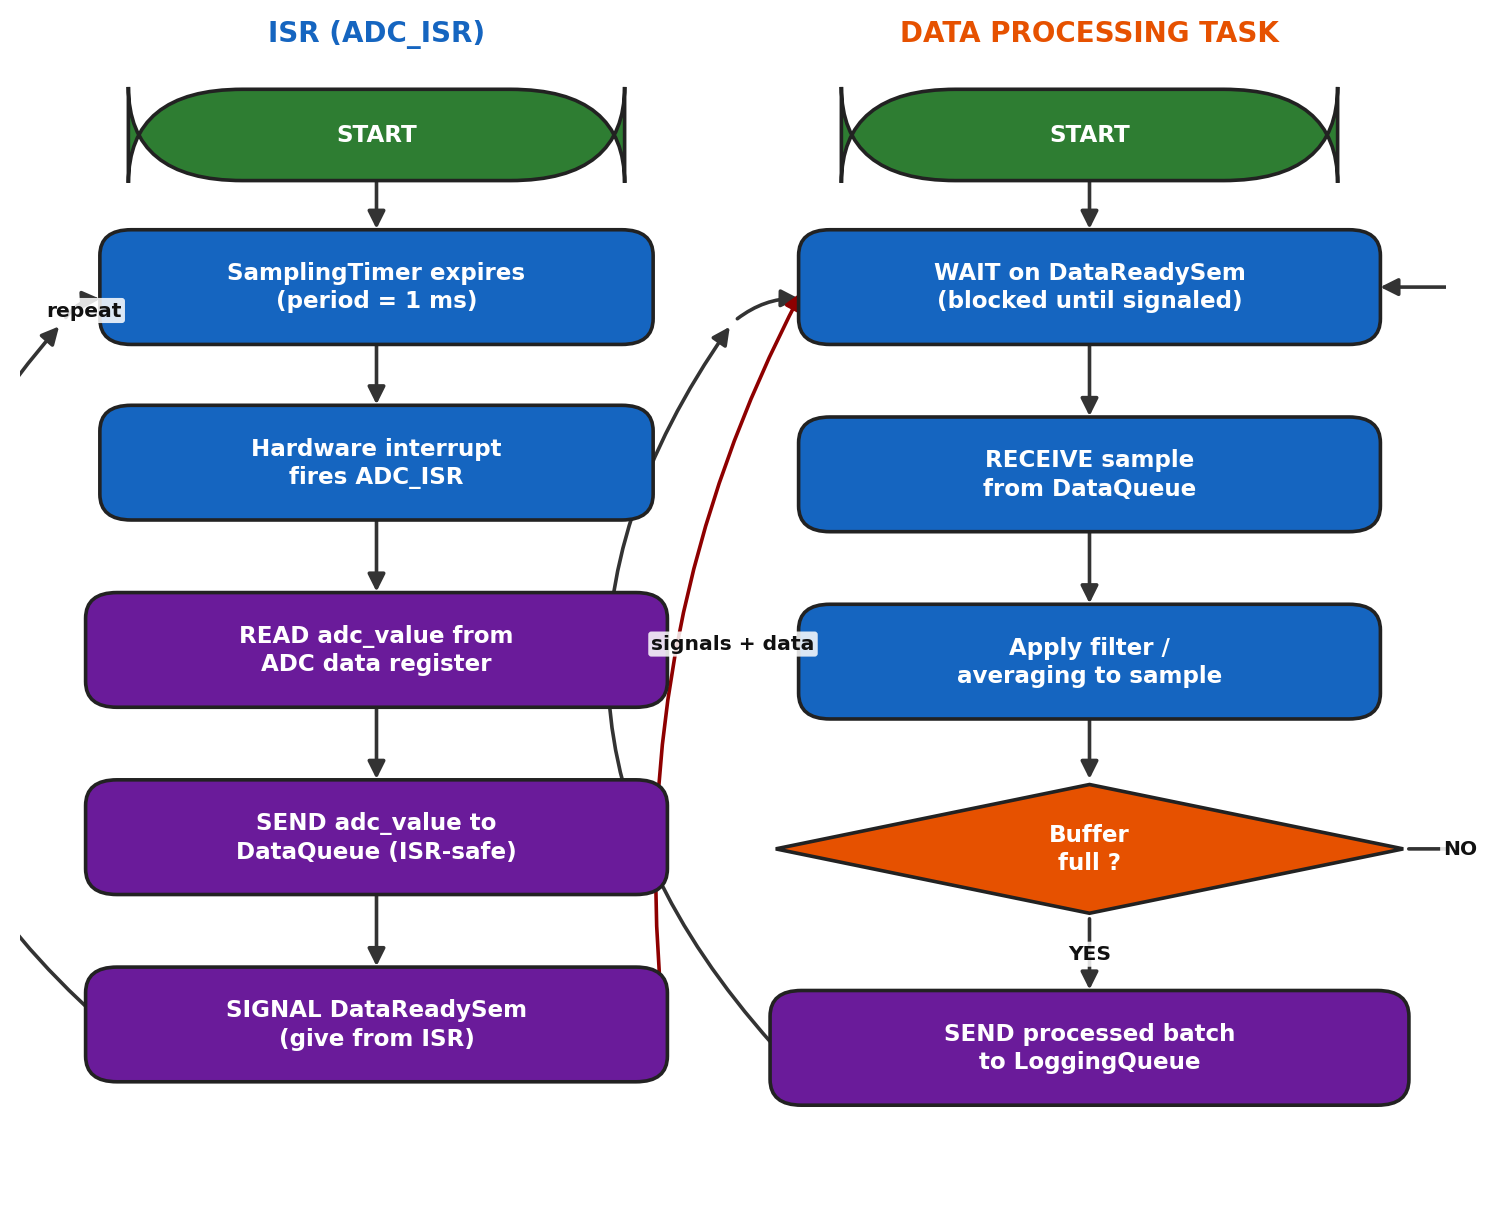 ISR (ADC_ISR)
START
SamplingTimer expires
(period = 1 ms)
repeat
Hardware interrupt
fires ADC_ISR
READ adc_value from
ADC data register
SEND adc_value to
DataQueue (ISR-safe)
SIGNAL DataReadySem
(give from ISR)
signals + data
DATA PROCESSING TASK
START
WAIT on DataReadySem
(blocked until signaled)
RECEIVE sample
from DataQueue
Apply filter /
averaging to sample
Buffer
full ?
NO
YES
SEND processed batch
to LoggingQueue